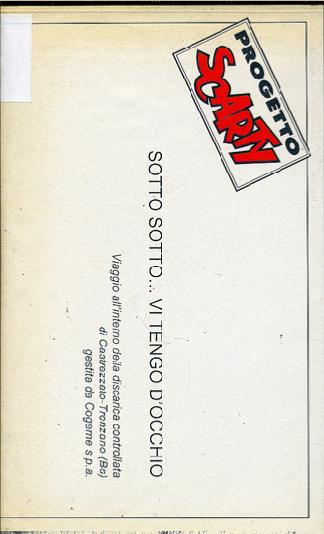 PROGETTO
SCARTY
SOTTO SOTTO... VI TENGO D'OCCHIO
Viaggio all'interno della discarica controllata
di Castrezzato-Trenzano (Bs)
gestita da Cogeme s.p.a.